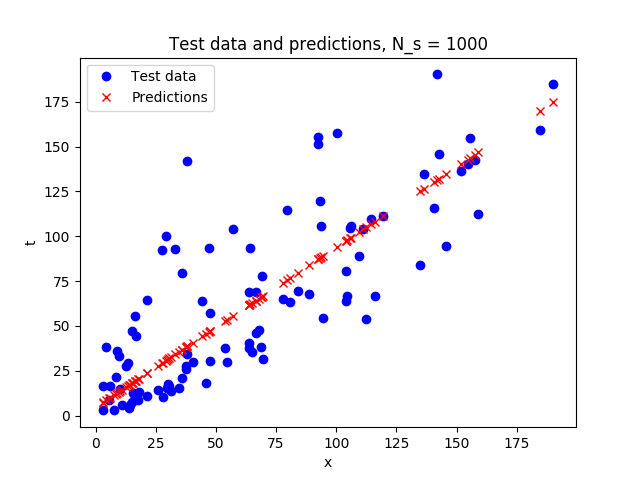 Test data and predictions, N_s = 1000
Test data
Predictions
175
150
125
100
75
50
25
0
t
0 25 50 75 100 125 150 175
x